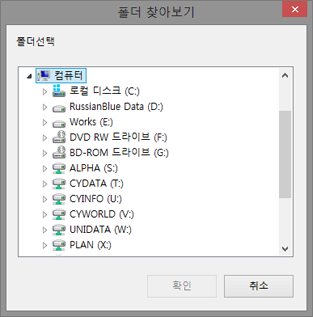 폴더 찾아보기
폴더선택
컴퓨터
로컬 디스크 (C:)
RussianBlue Data (D:)
Works (E:)
DVD RW 드라이브 (F:)
BD-ROM 드라이브 (G:)
ALPHA (S:)
CYDATA (T:)
CYINFO (U:)
CYWORLD (V:)
UNIDATA (W:)
PLAN (X:)
확인 취소